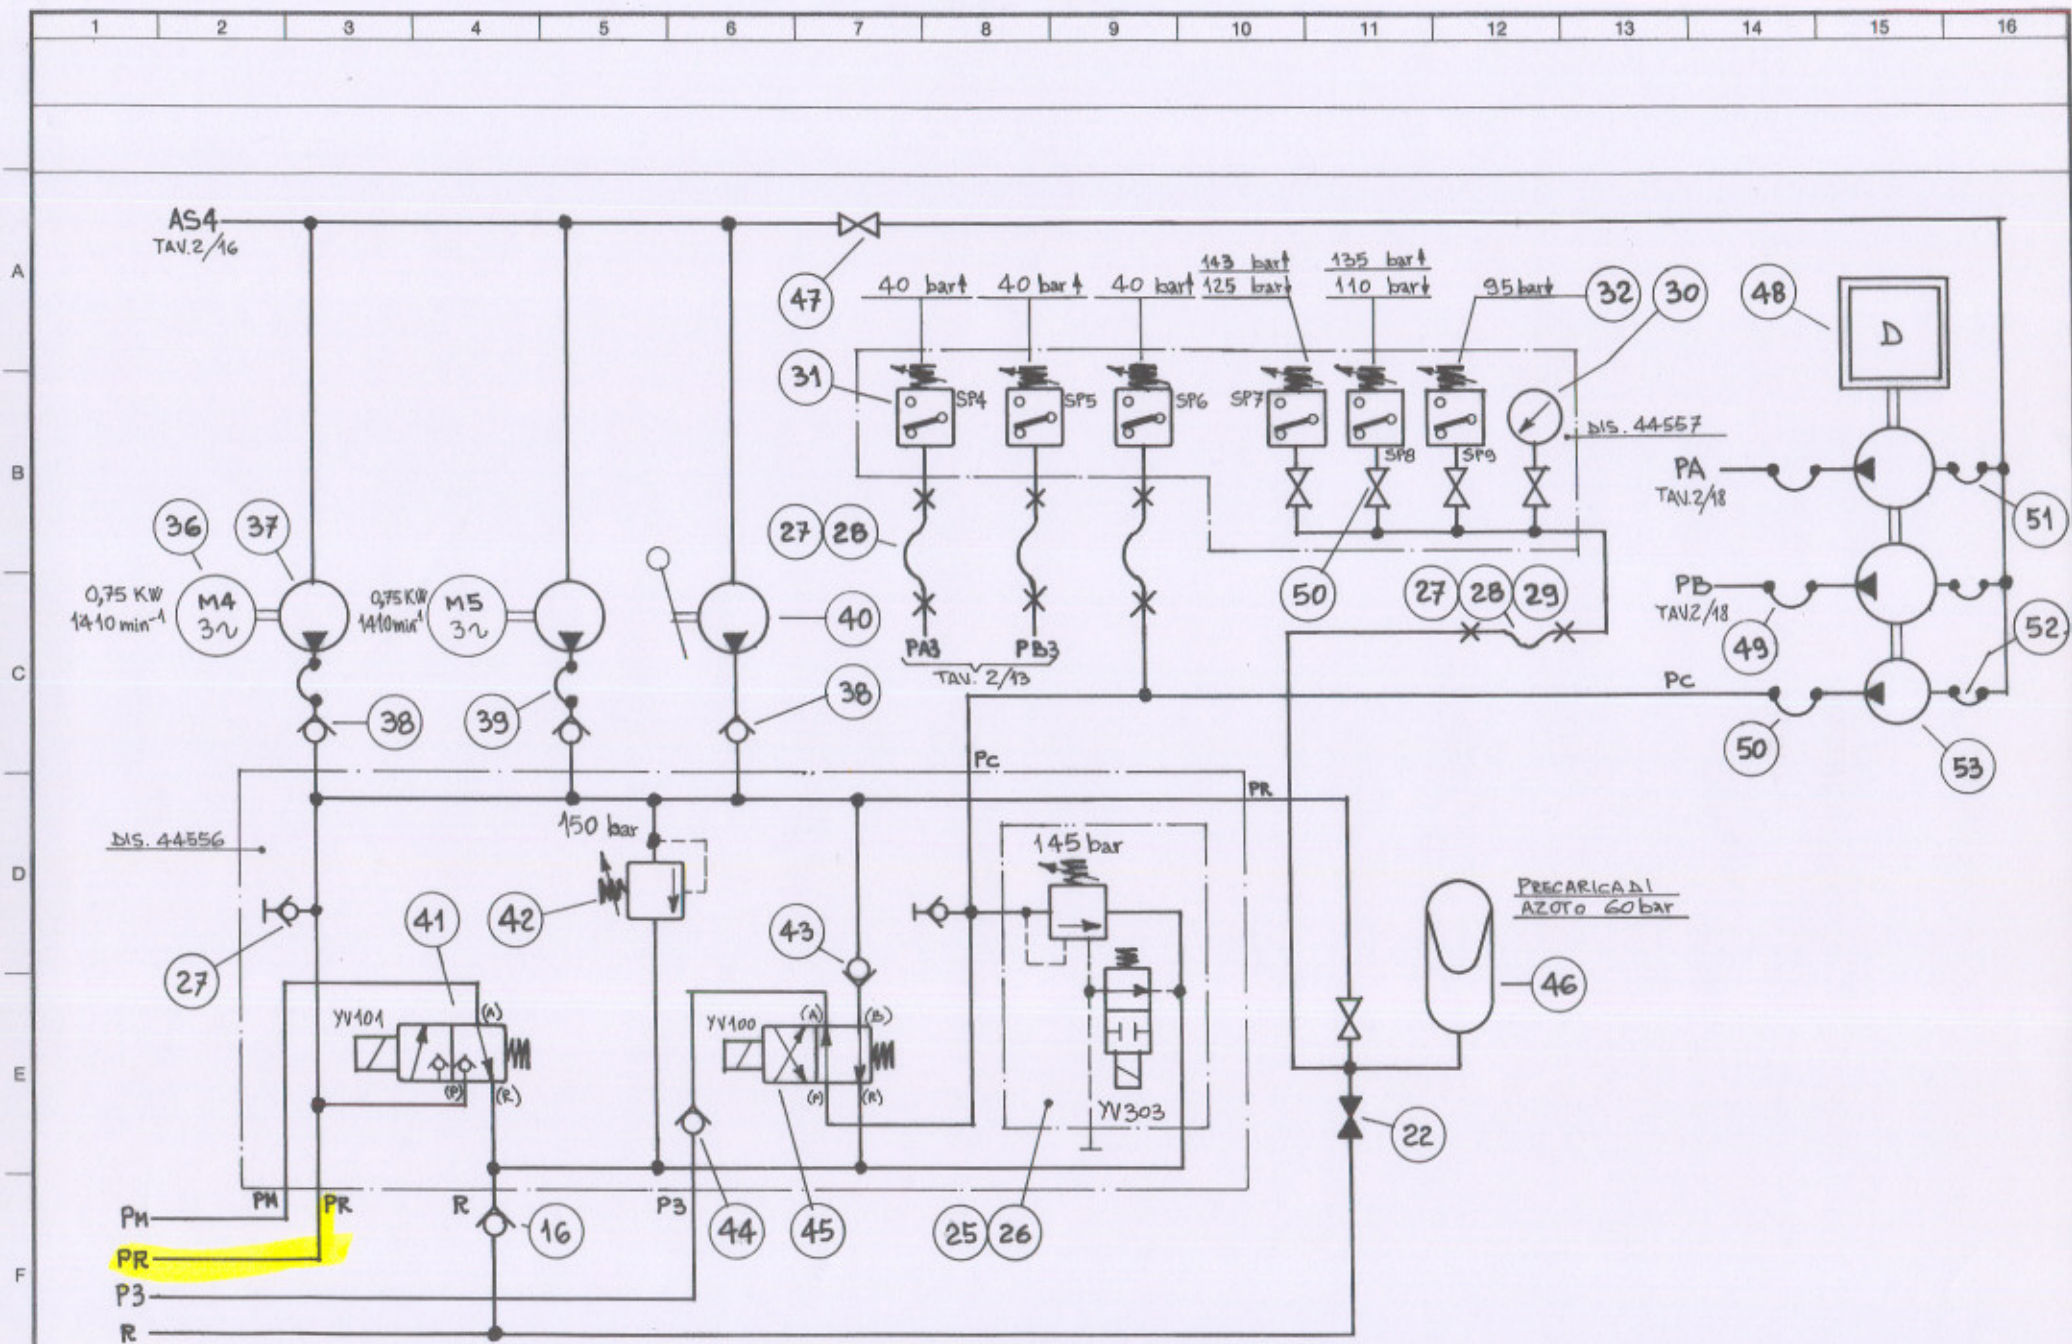 1 2 3 4 5 6 7 8 9 10 11 12 13 14 15 16
A
B
C
D
E
F
AS4
TAV.2/16
47
40 bar↑
40 bar↑
40 bar↑
143 bar↑
125 bar↓
135 bar↑
110 bar↓
95 bar↓
32
30
48
D
31
SP4
SP5
SP6
SP7
SP8
SP9
DIS. 44557
PA
TAV.2/18
51
36
37
27
28
50
27
28
29
PB
TAV.2/18
49
52
0,75 KW
1410 min⁻¹
M4
3~
0,75 KW
1410 min⁻¹
M5
3~
40
PA3
PB3
TAV. 2/13
PC
38
39
38
50
53
PC
PR
DIS. 44556
150 bar
145 bar
PRECARICA DI
AZOTO 60 bar
41
42
43
27
46
YV101
(A)
(P)
(R)
YV100
(A)
(B)
(P)
(R)
YV303
22
PM
PM
PR
R
16
P3
44
45
25
26
PR
P3
R